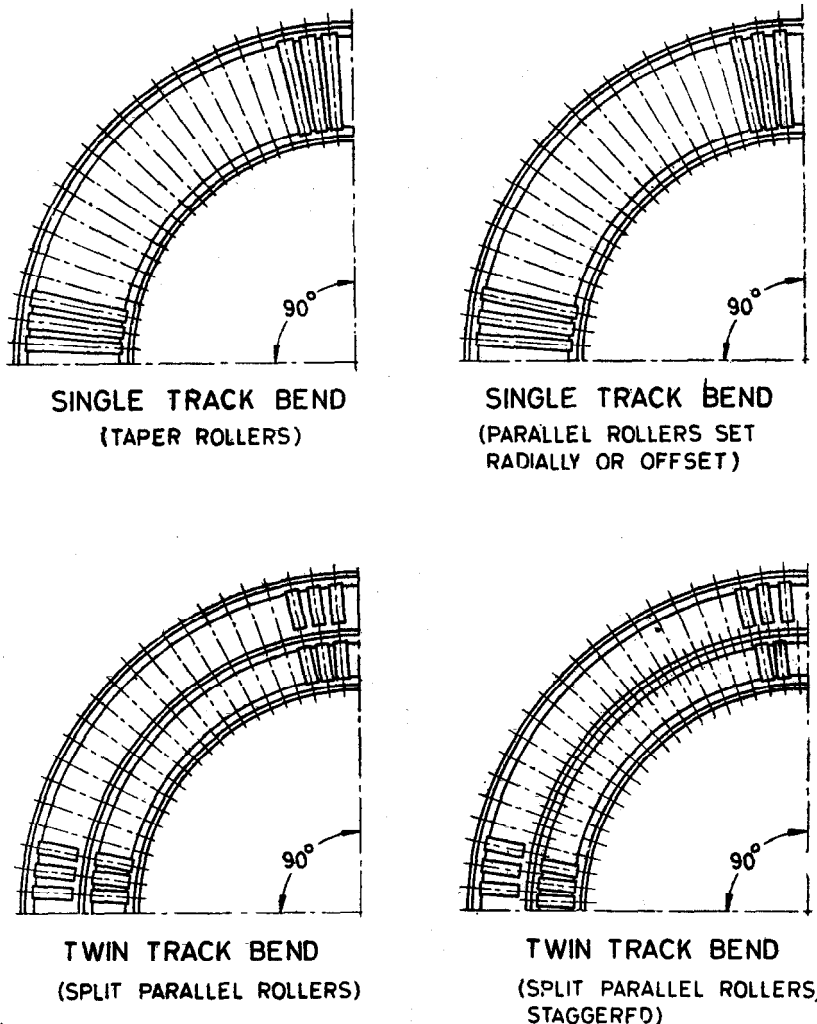 90°
SINGLE TRACK BEND
(TAPER ROLLERS)
90°
SINGLE TRACK BEND
(PARALLEL ROLLERS SET
RADIALLY OR OFFSET)
90°
TWIN TRACK BEND
(SPLIT PARALLEL ROLLERS)
90°
TWIN TRACK BEND
(SPLIT PARALLEL ROLLERS,
STAGGERFD)